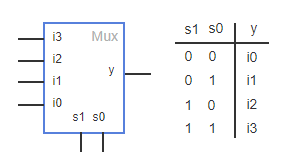 i3 Mux
i2
y
i1
i0
s1 s0
s1 s0 y
0 0 i0
0 1 i1
1 0 i2
1 1 i3